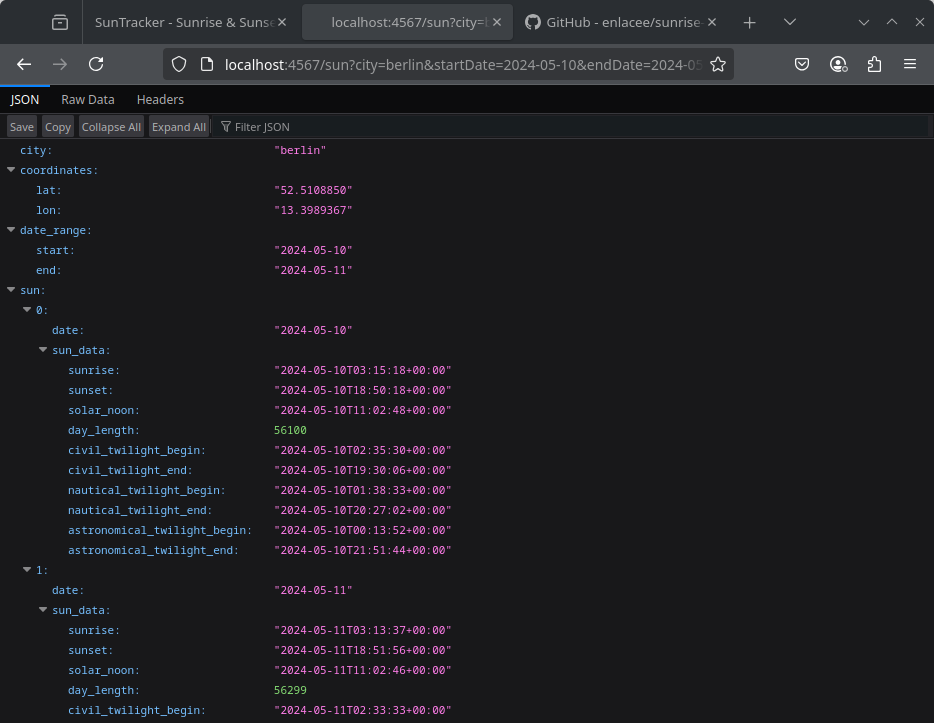 SunTracker - Sunrise & Sunse
localhost:4567/sun?city=b
GitHub - enlacee/sunrise-
localhost:4567/sun?city=berlin&startDate=2024-05-10&endDate=2024-05
JSON Raw Data Headers
Save Copy Collapse All Expand All Filter JSON
city: "berlin"
coordinates:
lat: "52.5108850"
lon: "13.3989367"
date_range:
start: "2024-05-10"
end: "2024-05-11"
sun:
0:
date: "2024-05-10"
sun_data:
sunrise: "2024-05-10T03:15:18+00:00"
sunset: "2024-05-10T18:50:18+00:00"
solar_noon: "2024-05-10T11:02:48+00:00"
day_length: 56100
civil_twilight_begin: "2024-05-10T02:35:30+00:00"
civil_twilight_end: "2024-05-10T19:30:06+00:00"
nautical_twilight_begin: "2024-05-10T01:38:33+00:00"
nautical_twilight_end: "2024-05-10T20:27:02+00:00"
astronomical_twilight_begin: "2024-05-10T00:13:52+00:00"
astronomical_twilight_end: "2024-05-10T21:51:44+00:00"
1:
date: "2024-05-11"
sun_data:
sunrise: "2024-05-11T03:13:37+00:00"
sunset: "2024-05-11T18:51:56+00:00"
solar_noon: "2024-05-11T11:02:46+00:00"
day_length: 56299
civil_twilight_begin: "2024-05-11T02:33:33+00:00"